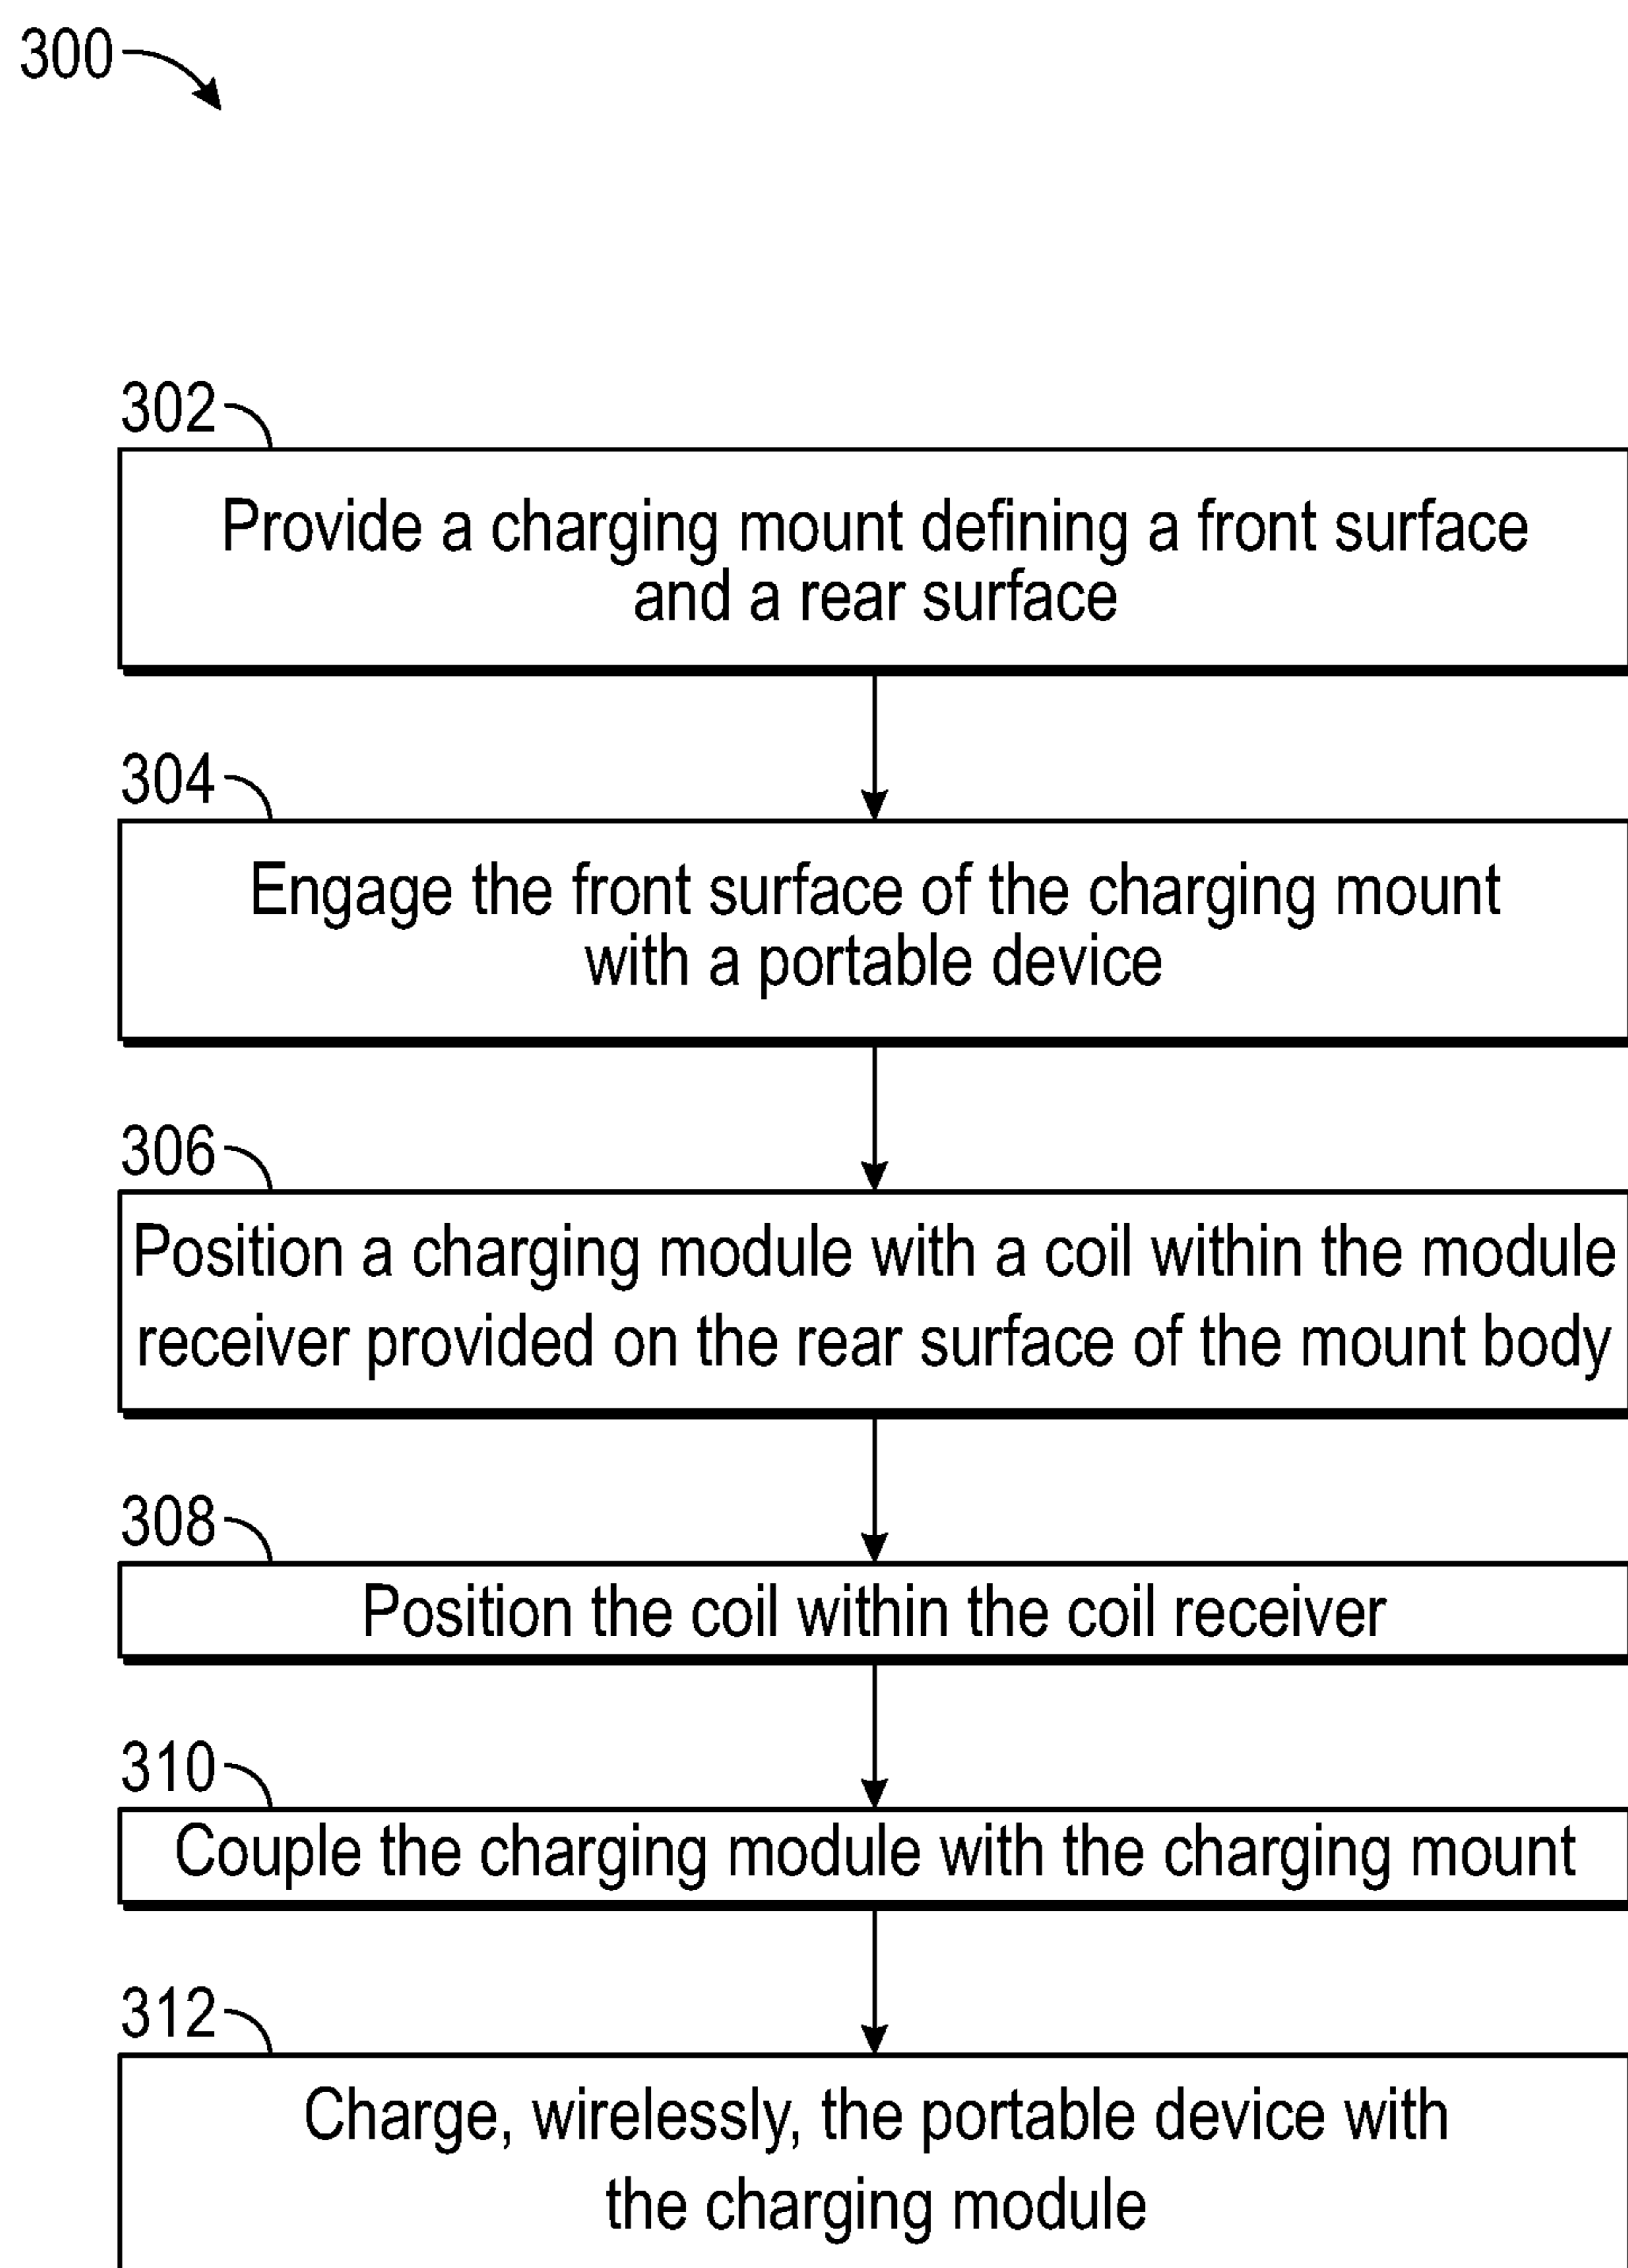 300
302
Provide a charging mount defining a front surface
and a rear surface
304
Engage the front surface of the charging mount
with a portable device
306
Position a charging module with a coil within the module
receiver provided on the rear surface of the mount body
308
Position the coil within the coil receiver
310
Couple the charging module with the charging mount
312
Charge, wirelessly, the portable device with
the charging module